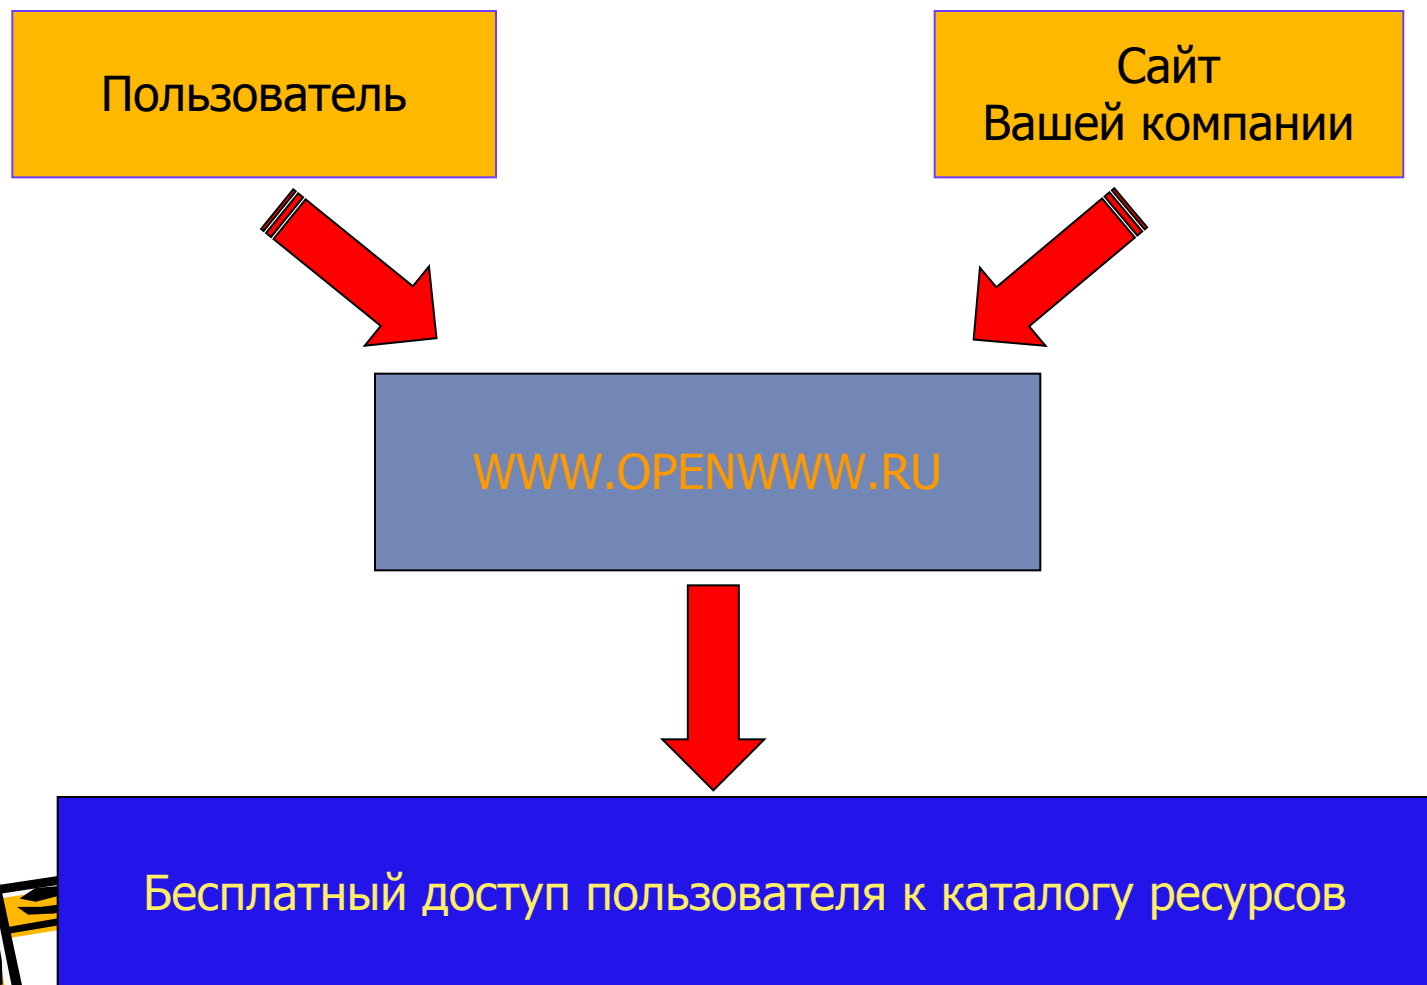 Пользователь
Сайт
Вашей компании
WWW.OPENWWW.RU
Бесплатный доступ пользователя к каталогу ресурсов